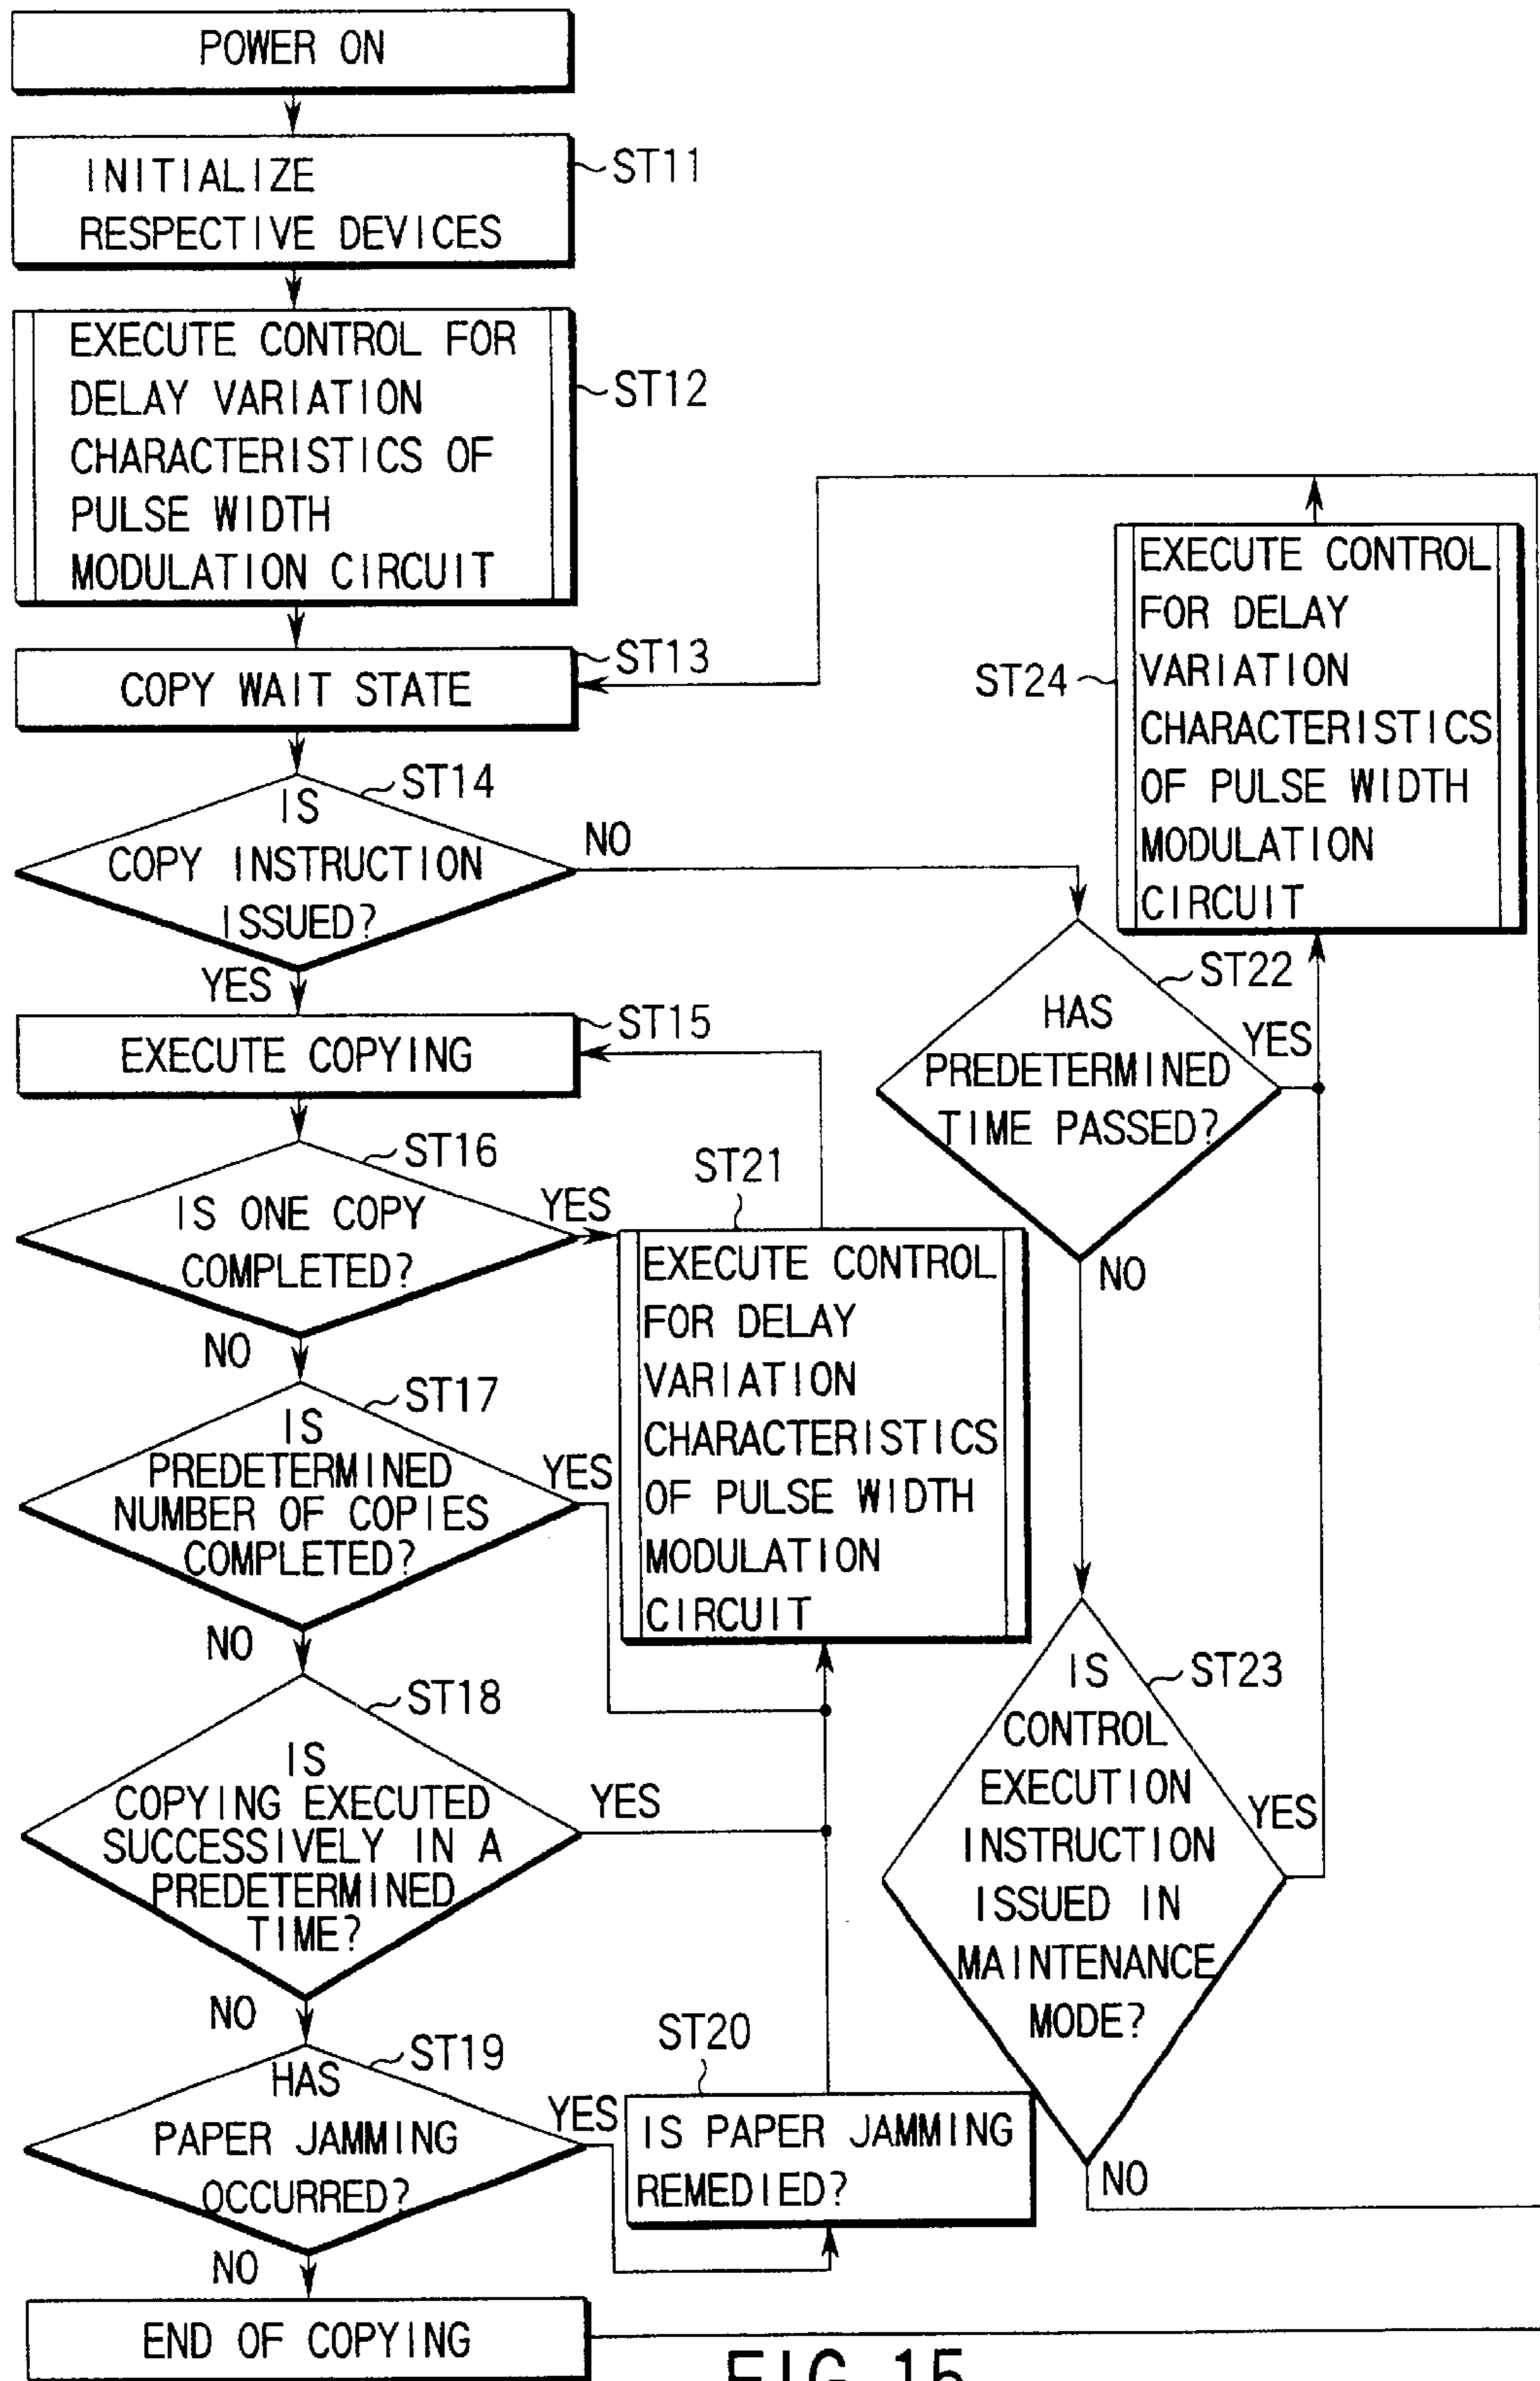 POWER ON
INITIALIZE
RESPECTIVE DEVICES
ST11
EXECUTE CONTROL FOR
DELAY VARIATION
CHARACTERISTICS OF
PULSE WIDTH
MODULATION CIRCUIT
ST12
COPY WAIT STATE
ST13
IS
COPY INSTRUCTION
ISSUED?
ST14
NO
YES
EXECUTE COPYING
ST15
IS ONE COPY
COMPLETED?
ST16
YES
NO
IS
PREDETERMINED
NUMBER OF COPIES
COMPLETED?
ST17
YES
NO
IS
COPYING EXECUTED
SUCCESSIVELY IN A
PREDETERMINED
TIME?
ST18
YES
NO
HAS
PAPER JAMMING
OCCURRED?
ST19
YES
NO
END OF COPYING
ST20
IS PAPER JAMMING
REMEDIED?
ST21
EXECUTE CONTROL
FOR DELAY
VARIATION
CHARACTERISTICS
OF PULSE WIDTH
MODULATION
CIRCUIT
HAS
PREDETERMINED
TIME PASSED?
ST22
YES
NO
IS
CONTROL
EXECUTION
INSTRUCTION
ISSUED IN
MAINTENANCE
MODE?
ST23
YES
NO
ST24
EXECUTE CONTROL
FOR DELAY
VARIATION
CHARACTERISTICS
OF PULSE WIDTH
MODULATION
CIRCUIT
FIG. 15